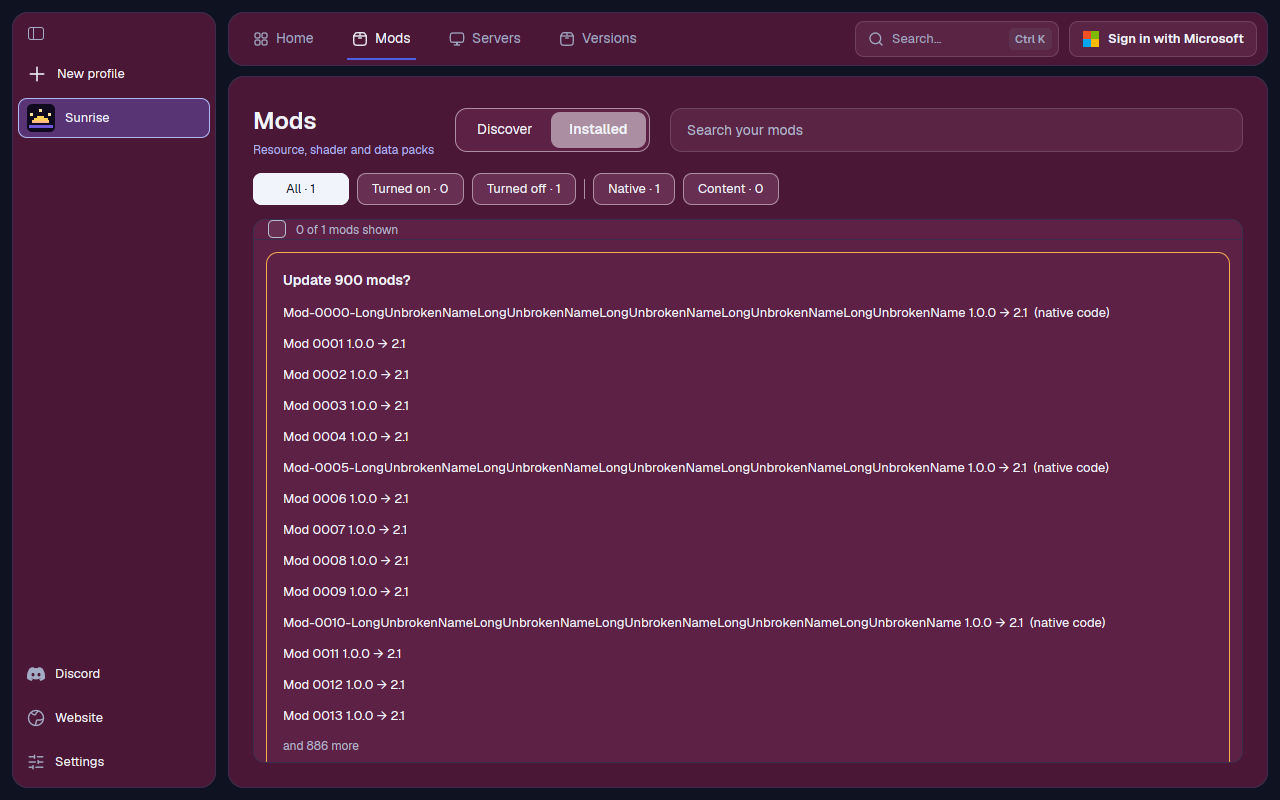 New profile
Sunrise
Discord
Website
Settings
Home
Mods
Servers
Versions
Search...
Ctrl K
Sign in with Microsoft
Mods
Resource, shader and data packs
Discover
Installed
Search your mods
All · 1
Turned on · 0
Turned off · 1
Native · 1
Content · 0
0 of 1 mods shown
Update 900 mods?
Mod-0000-LongUnbrokenNameLongUnbrokenNameLongUnbrokenNameLongUnbrokenNameLongUnbrokenName 1.0.0 → 2.1 (native code)
Mod 0001 1.0.0 → 2.1
Mod 0002 1.0.0 → 2.1
Mod 0003 1.0.0 → 2.1
Mod 0004 1.0.0 → 2.1
Mod-0005-LongUnbrokenNameLongUnbrokenNameLongUnbrokenNameLongUnbrokenNameLongUnbrokenName 1.0.0 → 2.1 (native code)
Mod 0006 1.0.0 → 2.1
Mod 0007 1.0.0 → 2.1
Mod 0008 1.0.0 → 2.1
Mod 0009 1.0.0 → 2.1
Mod-0010-LongUnbrokenNameLongUnbrokenNameLongUnbrokenNameLongUnbrokenNameLongUnbrokenName 1.0.0 → 2.1 (native code)
Mod 0011 1.0.0 → 2.1
Mod 0012 1.0.0 → 2.1
Mod 0013 1.0.0 → 2.1
and 886 more